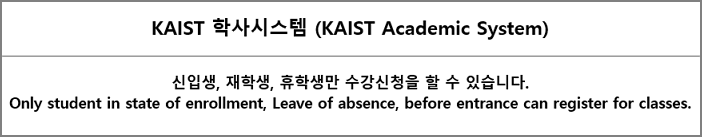 KAIST 학사시스템 (KAIST Academic System)
신입생, 재학생, 휴학생만 수강신청을 할 수 있습니다.
Only student in state of enrollment, Leave of absence, before entrance can register for classes.